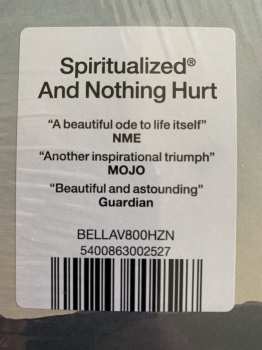 Spiritualized®
And Nothing Hurt
“A beautiful ode to life itself”
NME
“Another inspirational triumph”
MOJO
“Beautiful and astounding”
Guardian
BELLAV800HZN
5400863002527